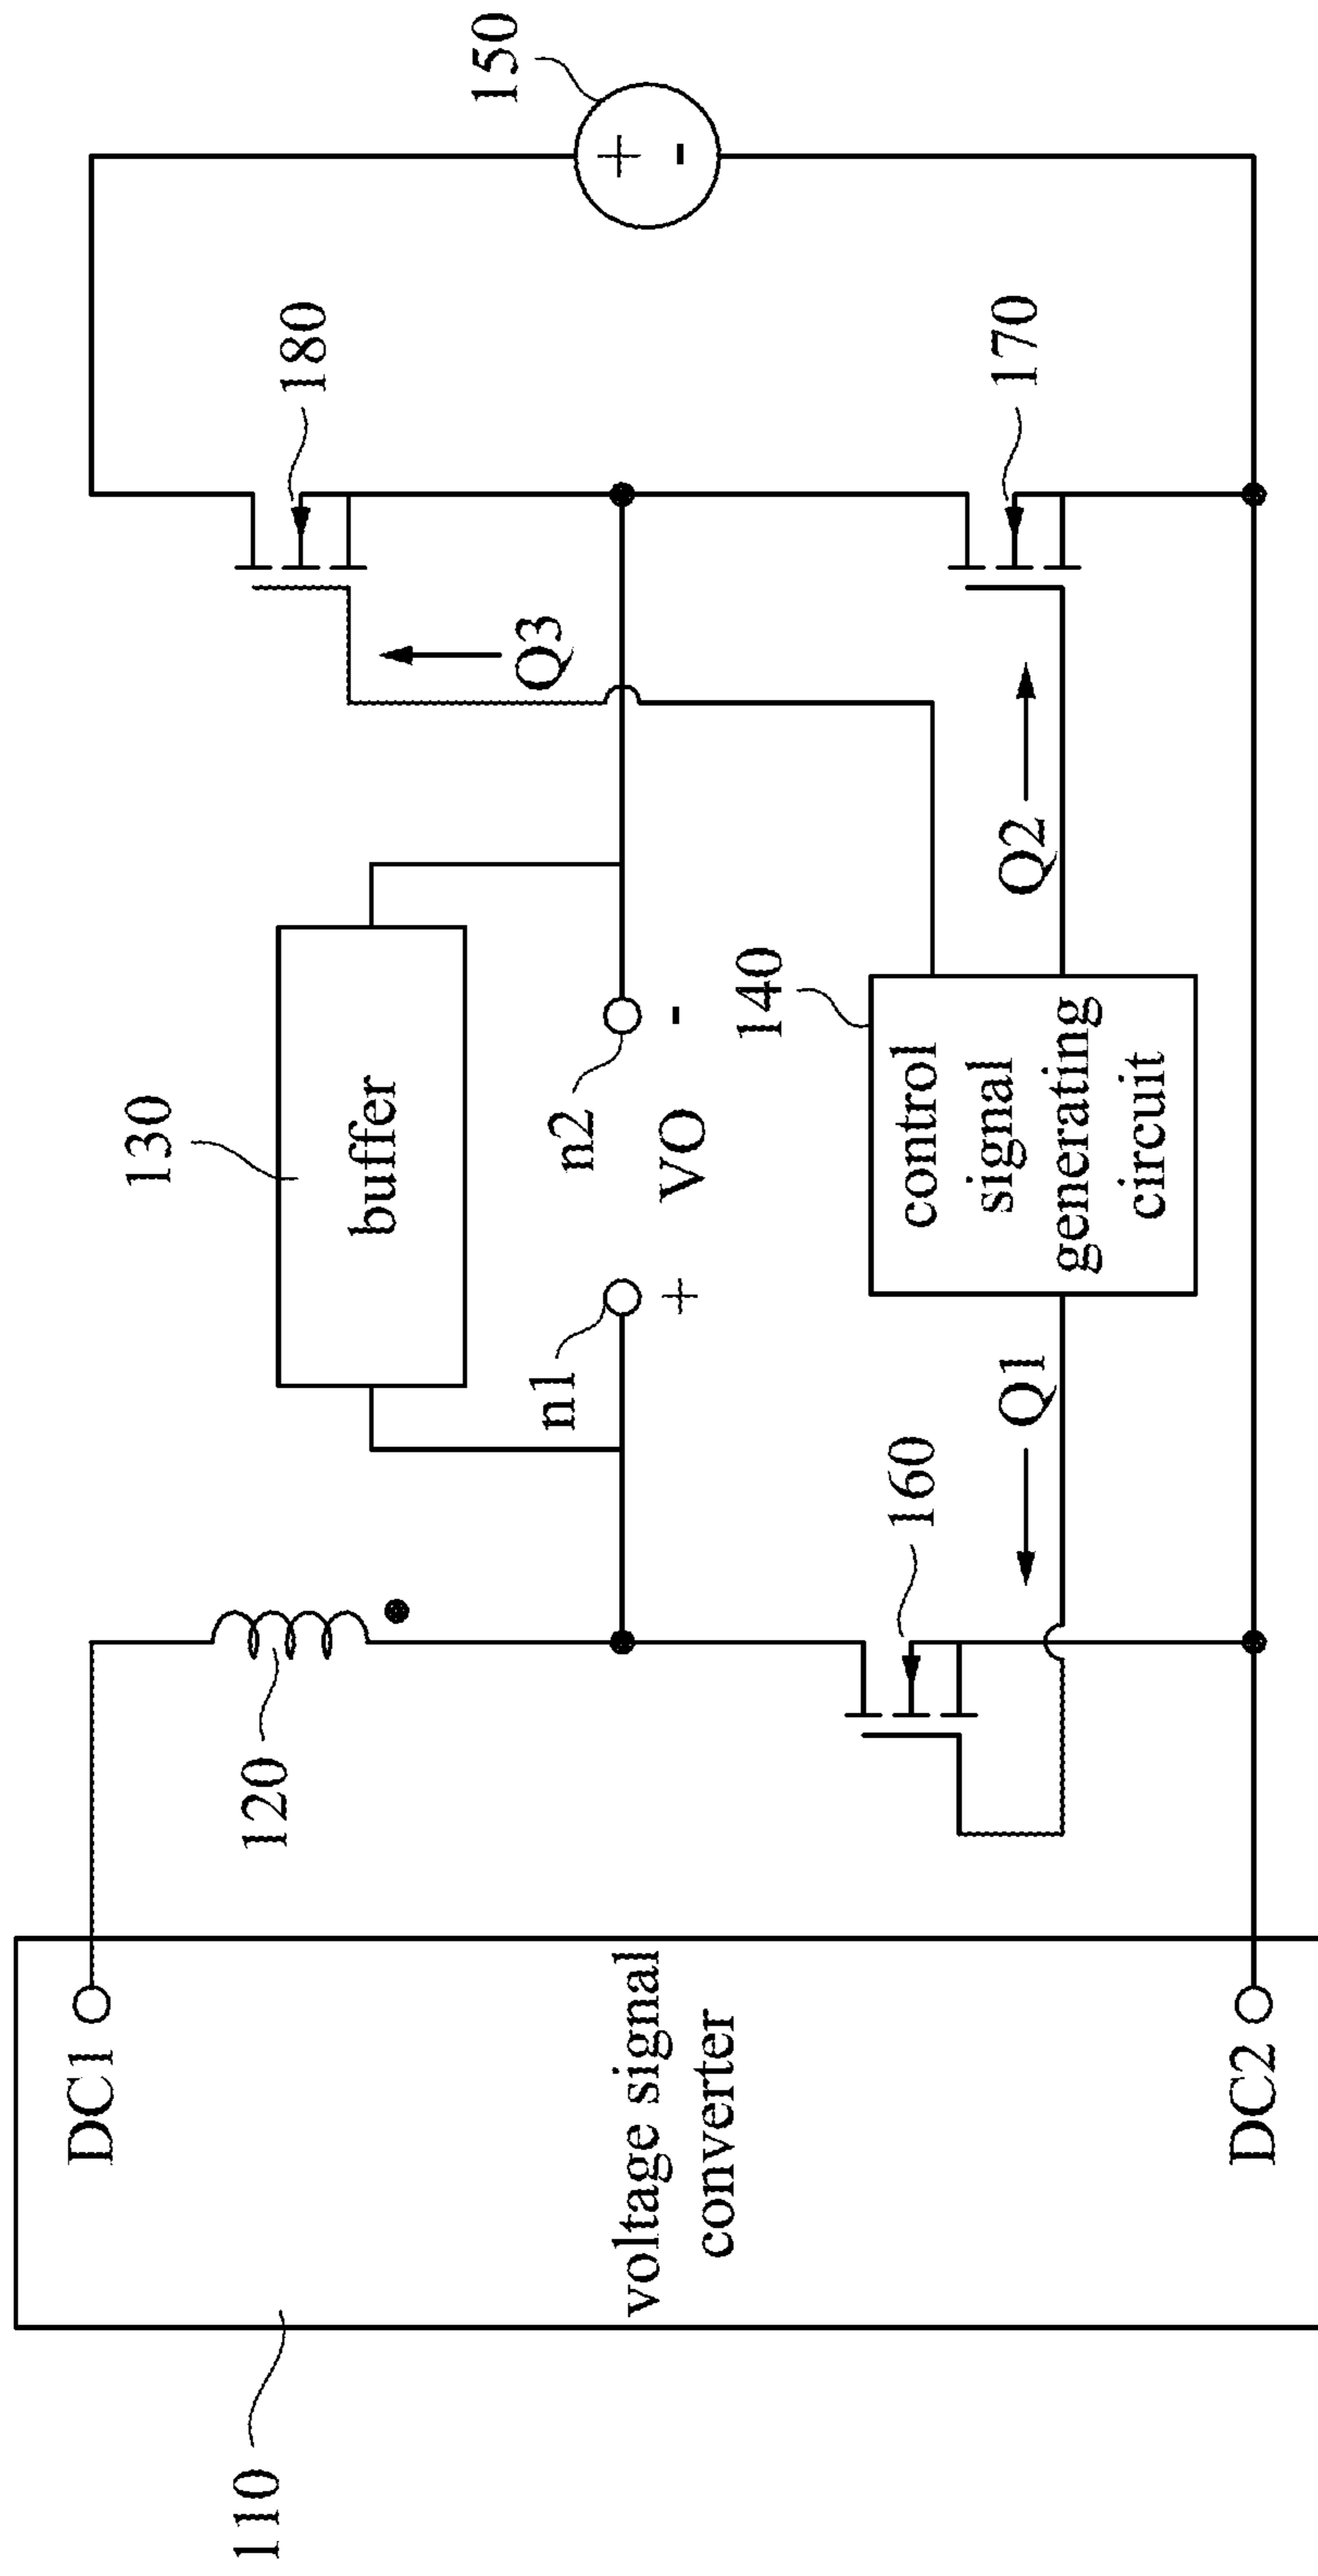 110
voltage signal
converter
DC1
DC2
120
160
Q1
130
buffer
n1
+
n2
-
VO
140
control
signal
generating
circuit
Q2
Q3
180
170
150
+
-